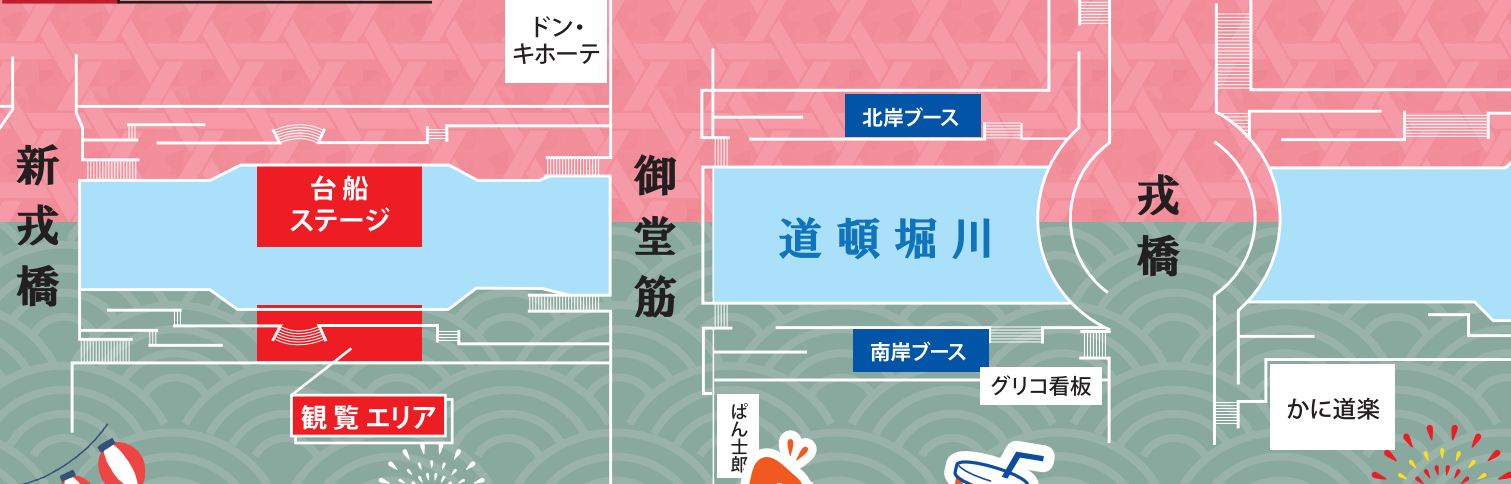 ドン・
キホーテ
北岸ブース
新戎橋
台船
ステージ
御堂筋
道頓堀川
戎橋
南岸ブース
グリコ看板
観覧エリア
ぱん士郎
かに道楽